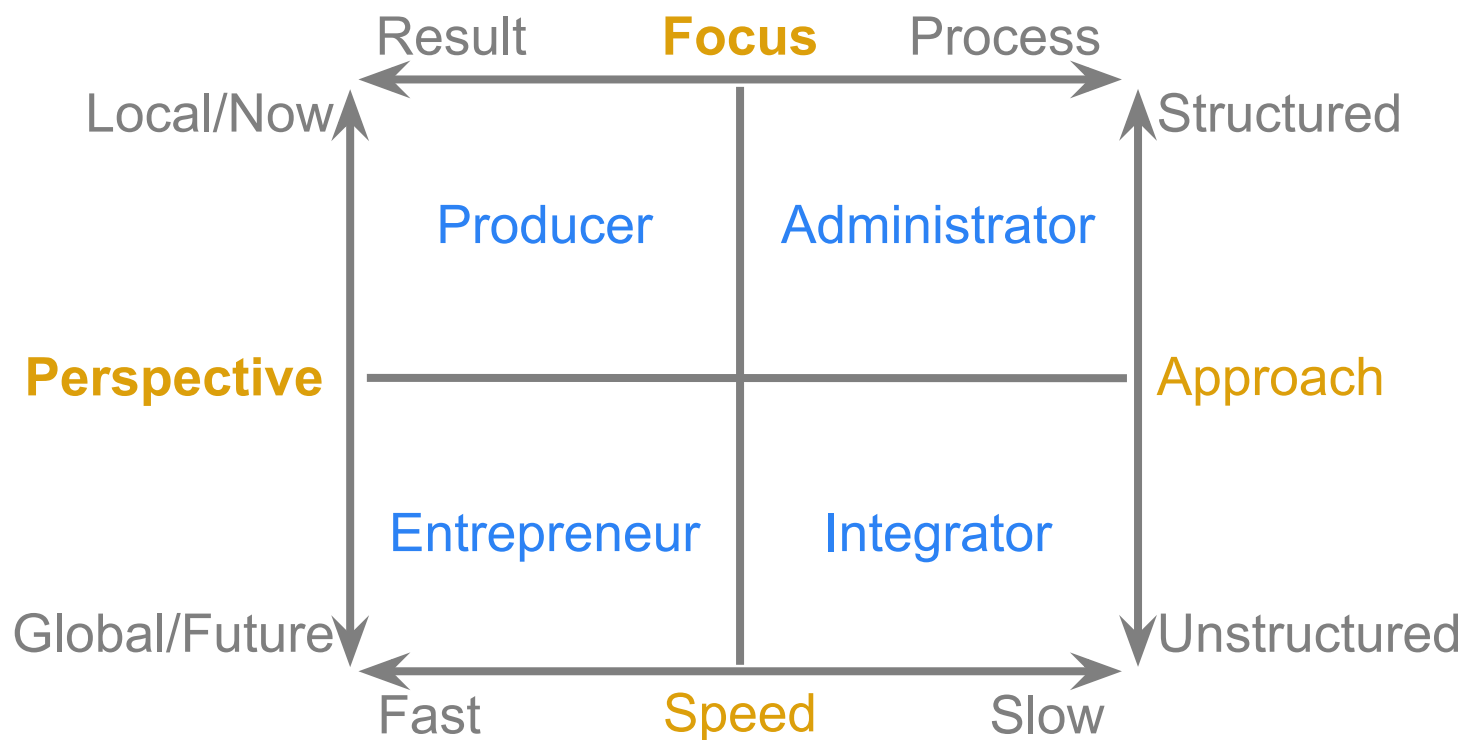 Result Focus Process
Local/Now Structured
Producer Administrator
Perspective Approach
Entrepreneur Integrator
Global/Future Unstructured
Fast Speed Slow